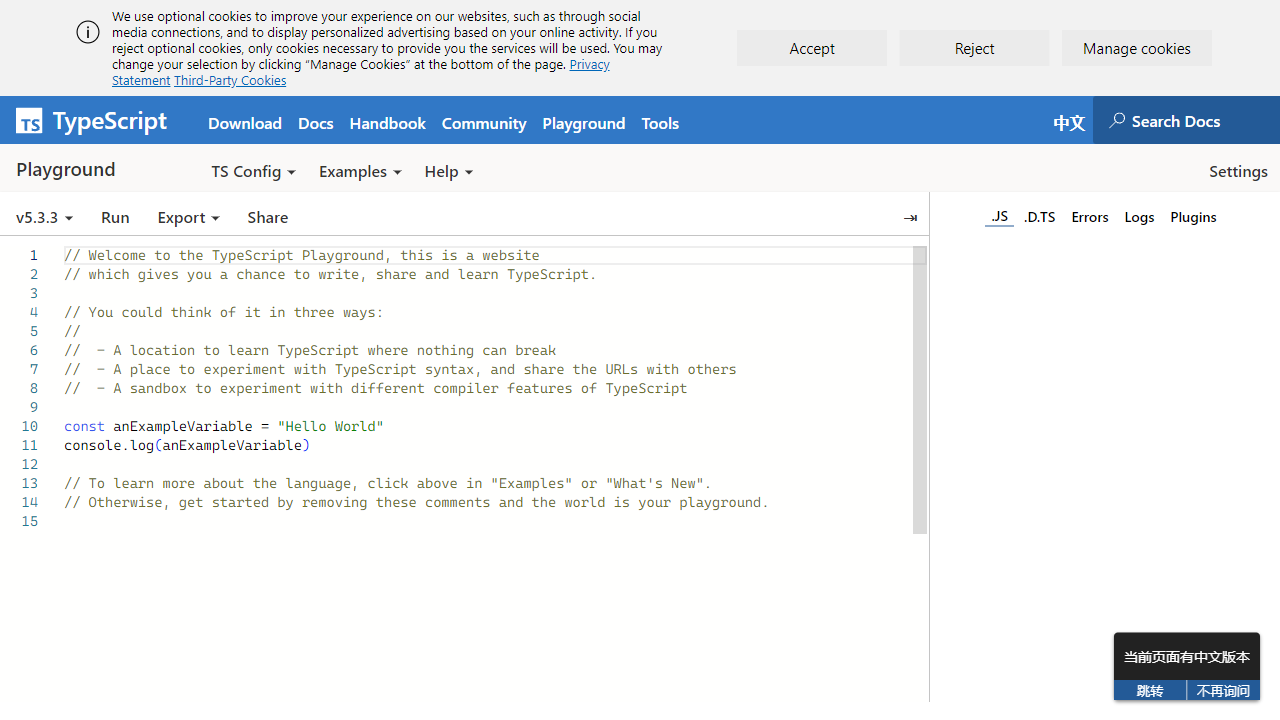 We use optional cookies to improve your experience on our websites, such as through social
media connections, and to display personalized advertising based on your online activity. If you
reject optional cookies, only cookies necessary to provide you the services will be used. You may
change your selection by clicking “Manage Cookies” at the bottom of the page. Privacy
Statement Third-Party Cookies
Accept
Reject
Manage cookies
TS TypeScript
Download Docs Handbook Community Playground Tools
中文
Search Docs
Playground
TS Config Examples Help
Settings
v5.3.3 Run Export Share
.JS .D.TS Errors Logs Plugins
1 // Welcome to the TypeScript Playground, this is a website
2 // which gives you a chance to write, share and learn TypeScript.
3
4 // You could think of it in three ways:
5 //
6 //  - A location to learn TypeScript where nothing can break
7 //  - A place to experiment with TypeScript syntax, and share the URLs with others
8 //  - A sandbox to experiment with different compiler features of TypeScript
9
10 const anExampleVariable = "Hello World"
11 console.log(anExampleVariable)
12
13 // To learn more about the language, click above in "Examples" or "What's New".
14 // Otherwise, get started by removing these comments and the world is your playground.
15
当前页面有中文版本
跳转 不再询问